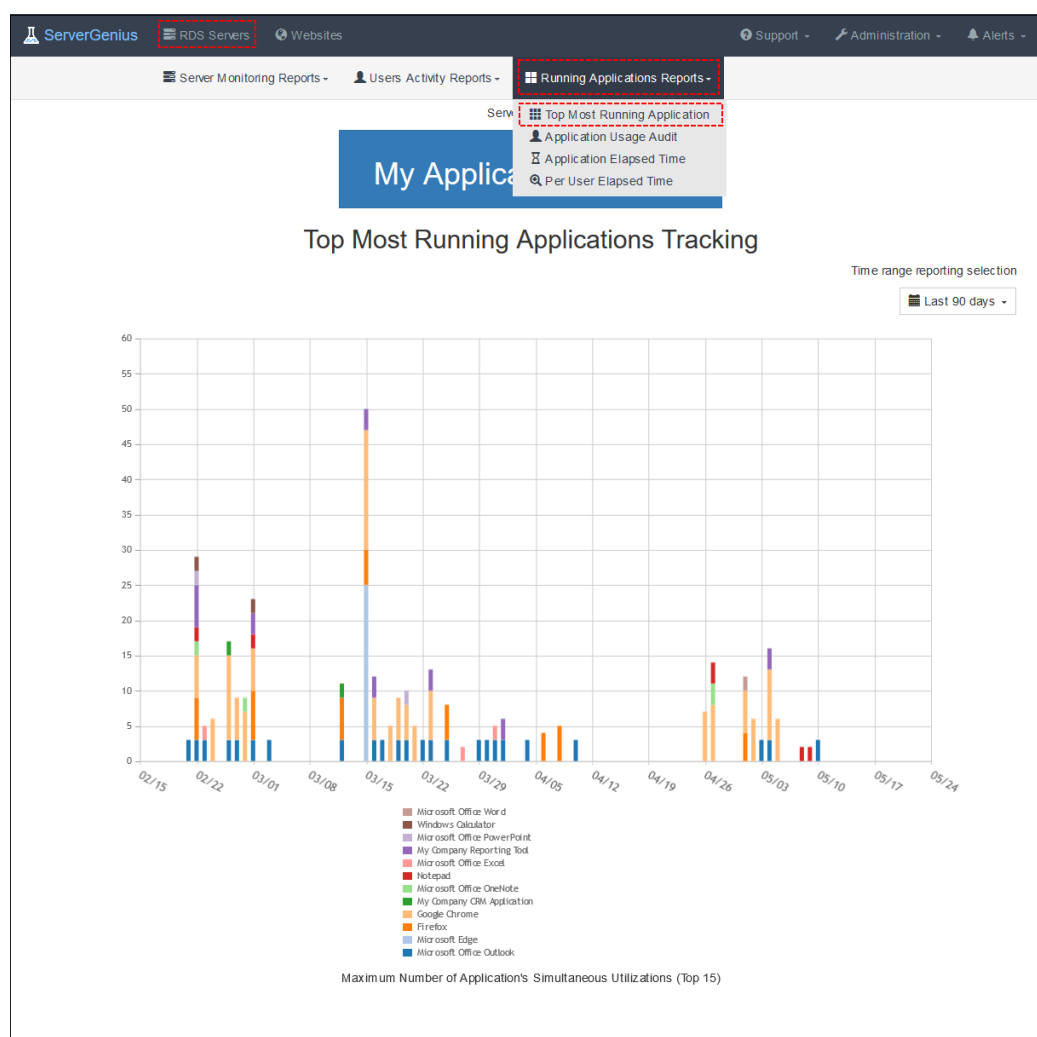 ServerGenius RDS Servers Websites Support Administration Alerts
Server Monitoring Reports Users Activity Reports Running Applications Reports
Serv
Top Most Running Application
Application Usage Audit
Application Elapsed Time
Per User Elapsed Time
My Applica
Top Most Running Applications Tracking
Time range reporting selection
Last 90 days
60
55
50
45
40
35
30
25
20
15
10
5
0
02/15 02/22 03/01 03/08 03/15 03/22 03/29 04/05 04/12 04/19 04/26 05/03 05/10 05/17 05/24
Microsoft Office Word
Windows Calculator
Microsoft Office PowerPoint
My Company Reporting Tool
Microsoft Office Excel
Notepad
Microsoft Office OneNote
My Company CRM Application
Google Chrome
Firefox
Microsoft Edge
Microsoft Office Outlook
Maximum Number of Application's Simultaneous Utilizations (Top 15)